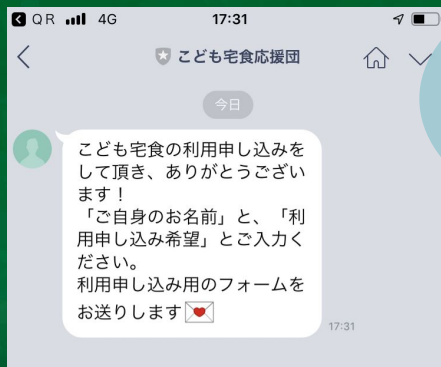 QR 4G 17:31
こども宅食応援団
今日
こども宅食の利用申し込みを
して頂き、ありがとうござい
ます！
「ご自身のお名前」と、「利
用申し込み希望」とご入力く
ださい。
利用申し込み用のフォームを
お送りします💌
17:31